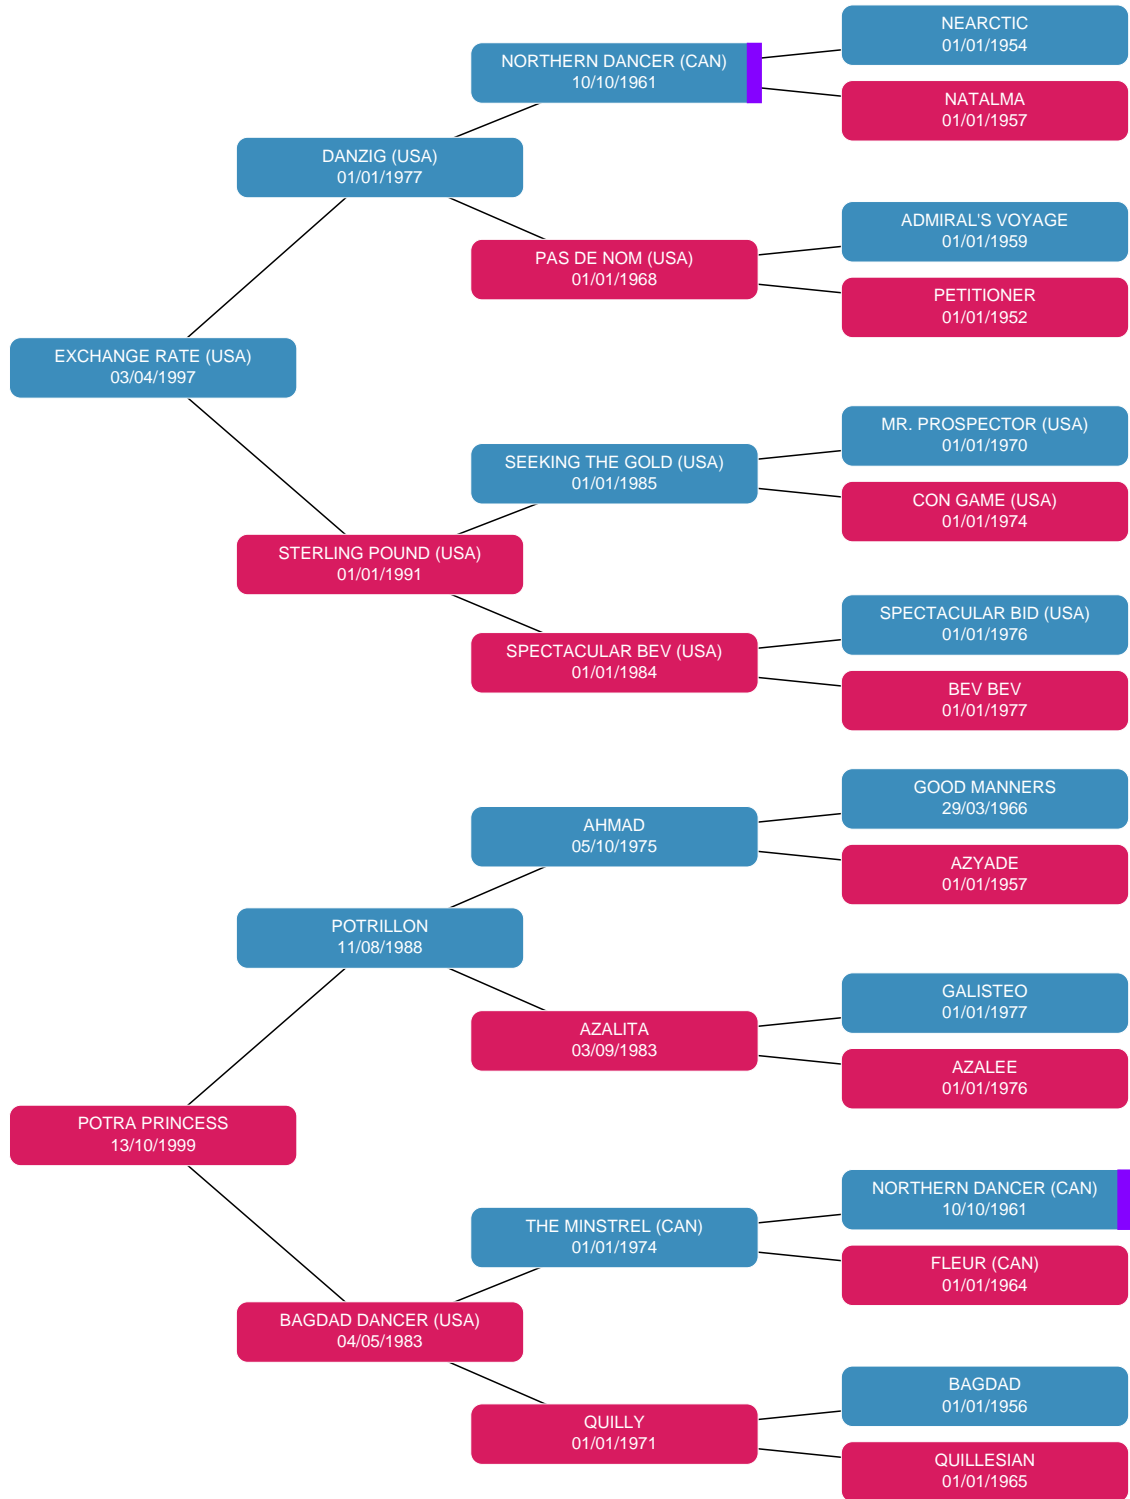 NEARCTIC
01/01/1954
NORTHERN DANCER (CAN)
10/10/1961
NATALMA
01/01/1957
DANZIG (USA)
01/01/1977
ADMIRAL'S VOYAGE
01/01/1959
PAS DE NOM (USA)
01/01/1968
PETITIONER
01/01/1952
EXCHANGE RATE (USA)
03/04/1997
MR. PROSPECTOR (USA)
01/01/1970
SEEKING THE GOLD (USA)
01/01/1985
CON GAME (USA)
01/01/1974
STERLING POUND (USA)
01/01/1991
SPECTACULAR BID (USA)
01/01/1976
SPECTACULAR BEV (USA)
01/01/1984
BEV BEV
01/01/1977
GOOD MANNERS
29/03/1966
AHMAD
05/10/1975
AZYADE
01/01/1957
POTRILLON
11/08/1988
GALISTEO
01/01/1977
AZALITA
03/09/1983
AZALEE
01/01/1976
POTRA PRINCESS
13/10/1999
NORTHERN DANCER (CAN)
10/10/1961
THE MINSTREL (CAN)
01/01/1974
FLEUR (CAN)
01/01/1964
BAGDAD DANCER (USA)
04/05/1983
BAGDAD
01/01/1956
QUILLY
01/01/1971
QUILLESIAN
01/01/1965